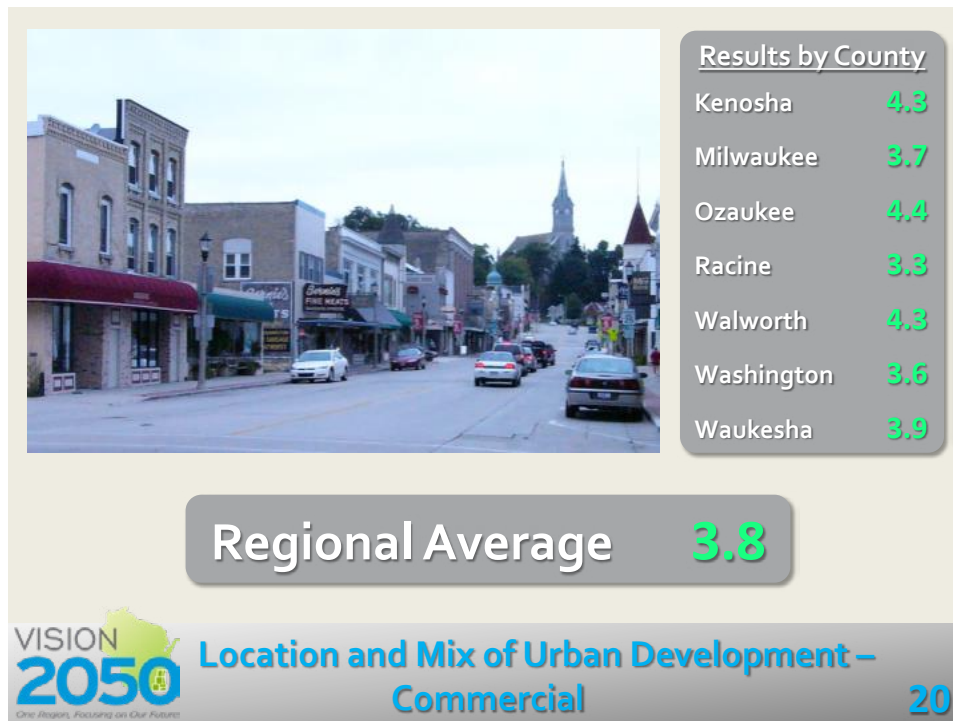 Results by County
Kenosha 4.3
Milwaukee 3.7
Ozaukee 4.4
Racine 3.3
Walworth 4.3
Washington 3.6
Waukesha 3.9
Bernie's
FINE MEATS
Regional Average 3.8
VISION
2050
One Region, Focusing on Our Future
Location and Mix of Urban Development –
Commercial
20